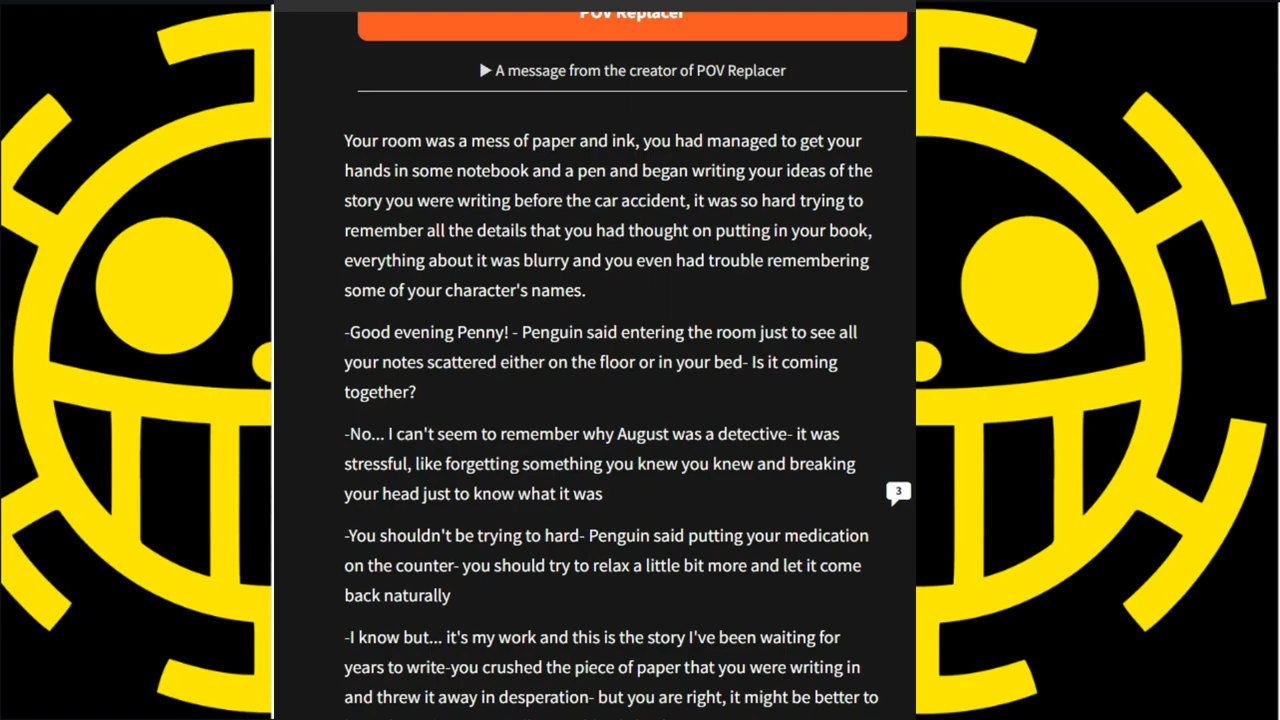 POV Replacer
▶ A message from the creator of POV Replacer
Your room was a mess of paper and ink, you had managed to get your
hands in some notebook and a pen and began writing your ideas of the
story you were writing before the car accident, it was so hard trying to
remember all the details that you had thought on putting in your book,
everything about it was blurry and you even had trouble remembering
some of your character's names.
-Good evening Penny! - Penguin said entering the room just to see all
your notes scattered either on the floor or in your bed- Is it coming
together?
-No... I can't seem to remember why August was a detective- it was
stressful, like forgetting something you knew you knew and breaking
your head just to know what it was
3
-You shouldn't be trying to hard- Penguin said putting your medication
on the counter- you should try to relax a little bit more and let it come
back naturally
-I know but... it's my work and this is the story I've been waiting for
years to write-you crushed the piece of paper that you were writing in
and threw it away in desperation- but you are right, it might be better to